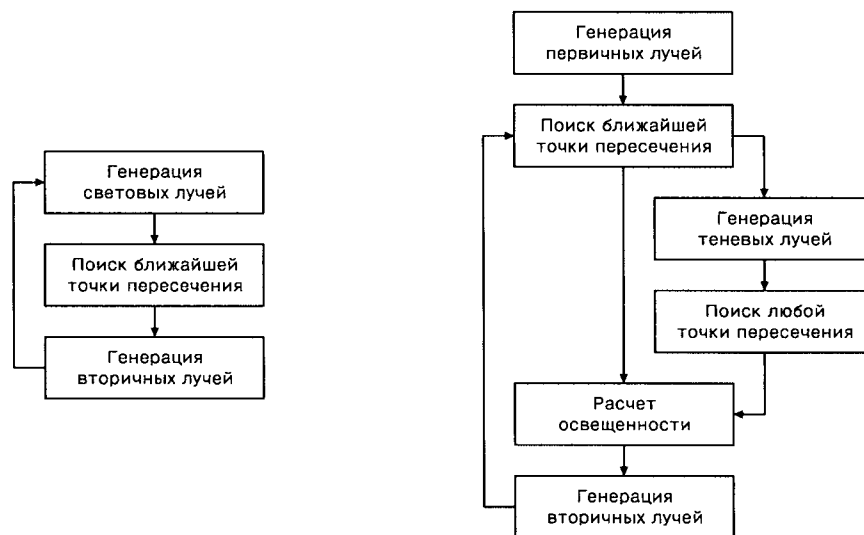 Генерация
световых лучей
Поиск ближайшей
точки пересечения
Генерация
вторичных лучей
Генерация
первичных лучей
Поиск ближайшей
точки пересечения
Генерация
теневых лучей
Поиск любой
точки пересечения
Расчет
освещенности
Генерация
вторичных лучей